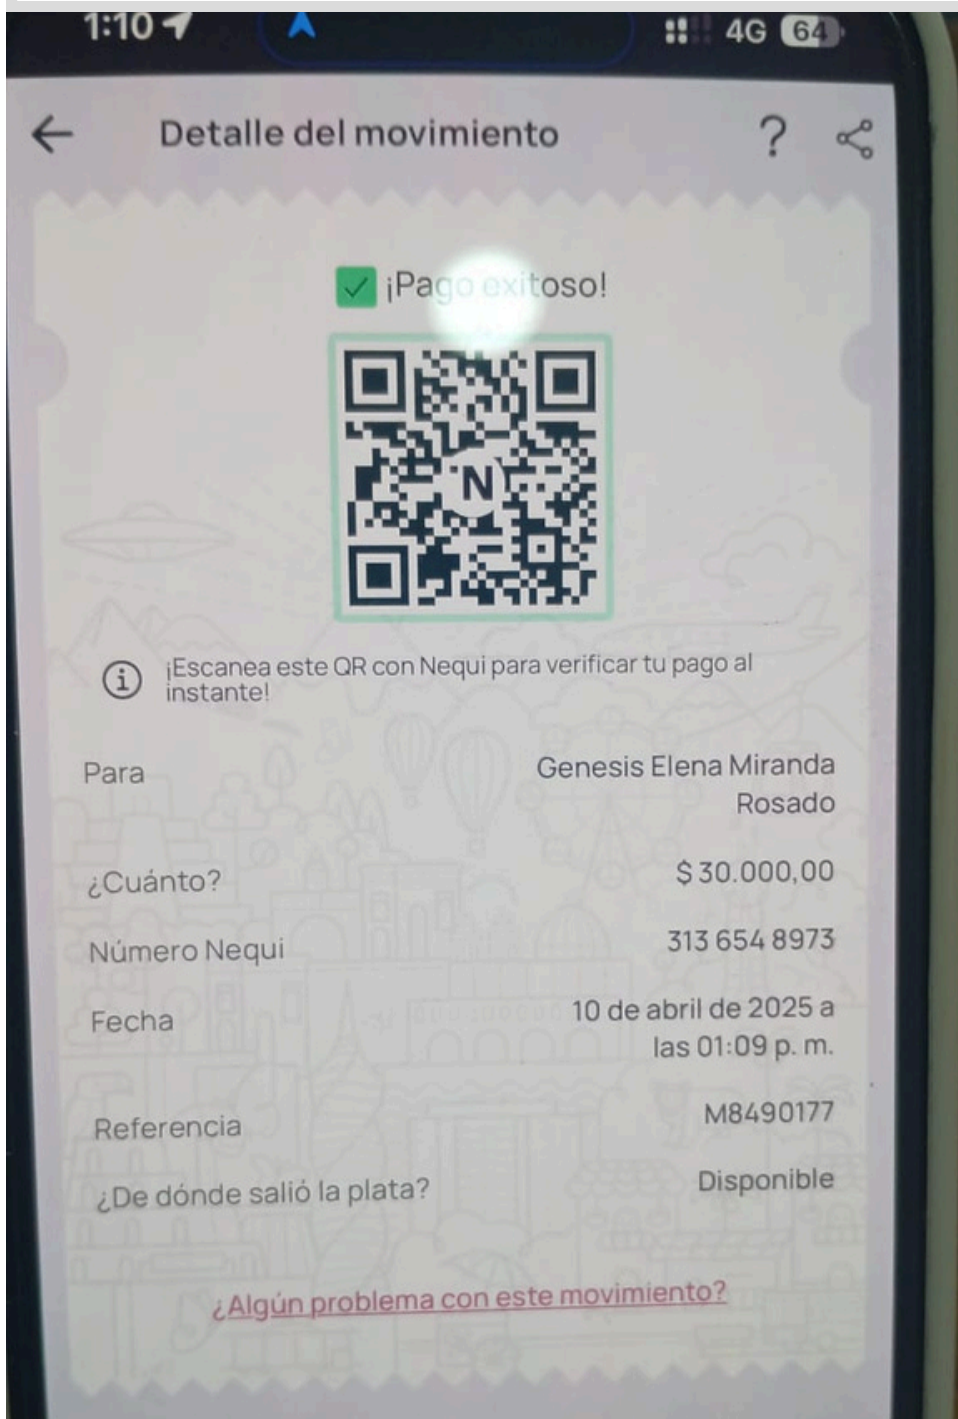 1:10 4G 64
Detalle del movimiento ?
¡Pago exitoso!
N
¡Escanea este QR con Nequi para verificar tu pago al
instante!
Para Genesis Elena Miranda
Rosado
¿Cuánto? $ 30.000,00
Número Nequi 313 654 8973
Fecha 10 de abril de 2025 a
las 01:09 p. m.
Referencia M8490177
¿De dónde salió la plata? Disponible
¿Algún problema con este movimiento?